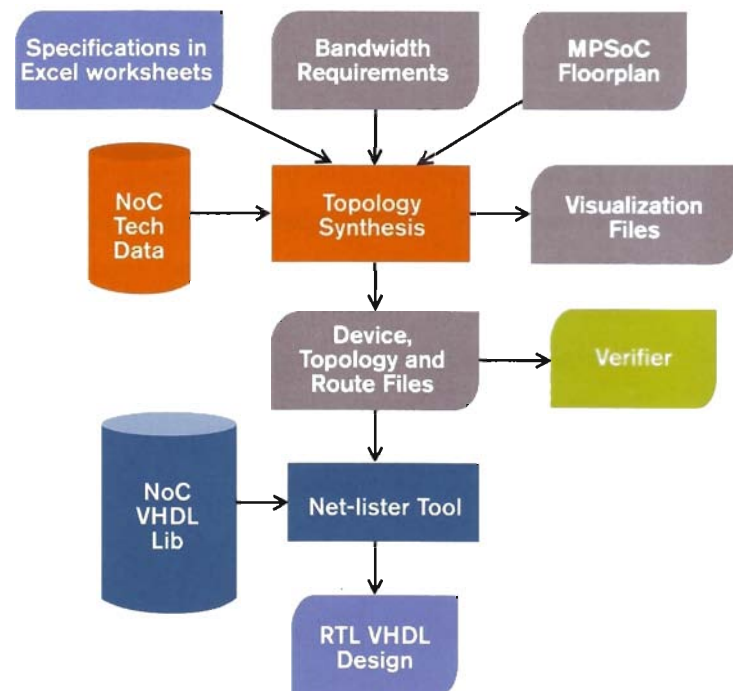 Specifications in
Excel worksheets
Bandwidth
Requirements
MPSoC
Floorplan
NoC
Tech
Data
Topology
Synthesis
Visualization
Files
Device,
Topology and
Route Files
Verifier
NoC
VHDL
Lib
Net-lister Tool
RTL VHDL
Design